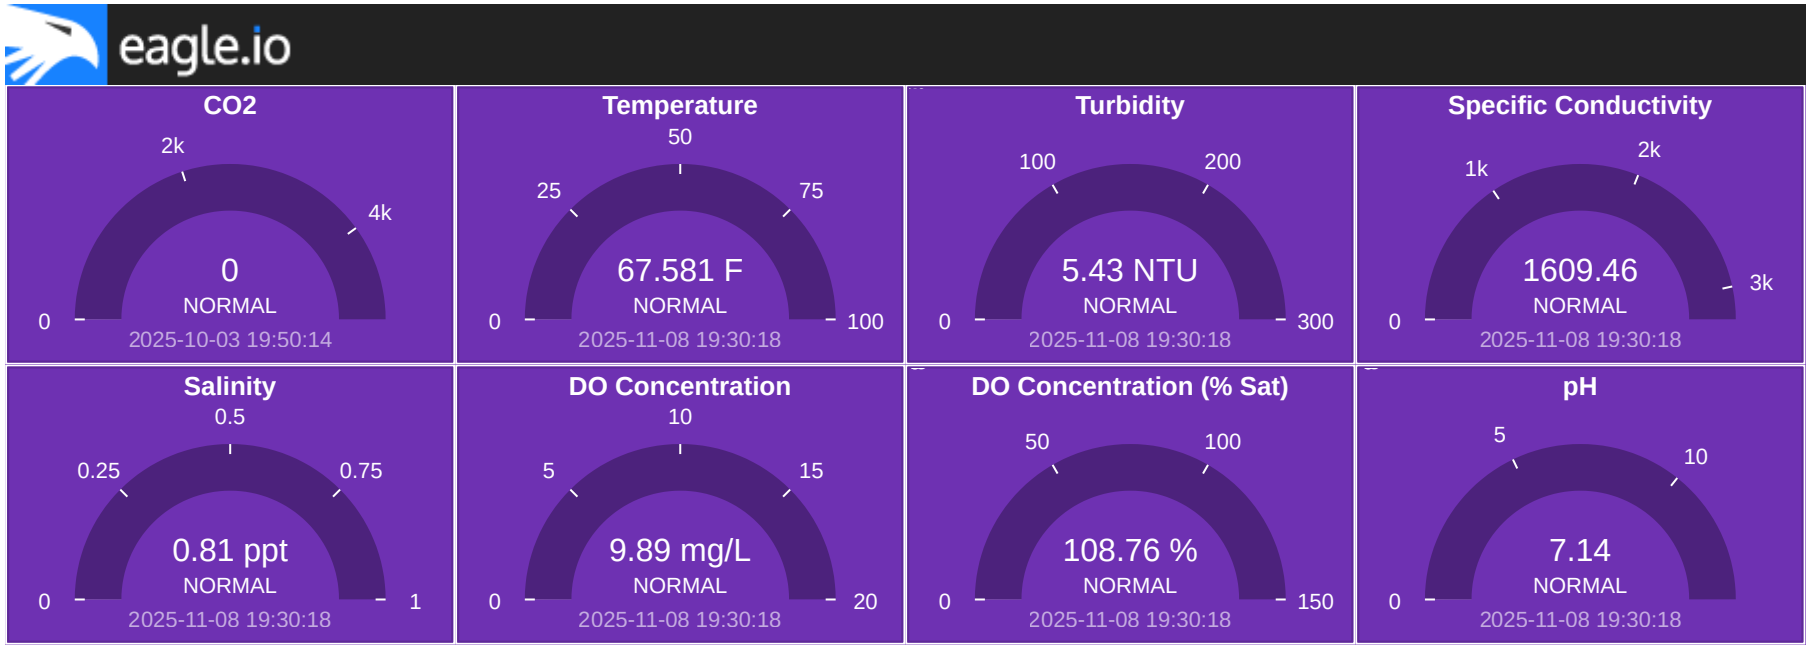 eagle.io
CO2
2k
4k
0
0
NORMAL
2025-10-03 19:50:14
Temperature
50
25
75
67.581 F
NORMAL
0
100
2025-11-08 19:30:18
Turbidity
100
200
5.43 NTU
NORMAL
0
300
2025-11-08 19:30:18
Specific Conductivity
2k
1k
3k
1609.46
NORMAL
0
2025-11-08 19:30:18
Salinity
0.5
0.25
0.75
0.81 ppt
NORMAL
0
1
2025-11-08 19:30:18
DO Concentration
10
5
15
9.89 mg/L
NORMAL
0
20
2025-11-08 19:30:18
DO Concentration (% Sat)
50
100
108.76 %
NORMAL
0
150
2025-11-08 19:30:18
pH
5
10
7.14
NORMAL
0
2025-11-08 19:30:18